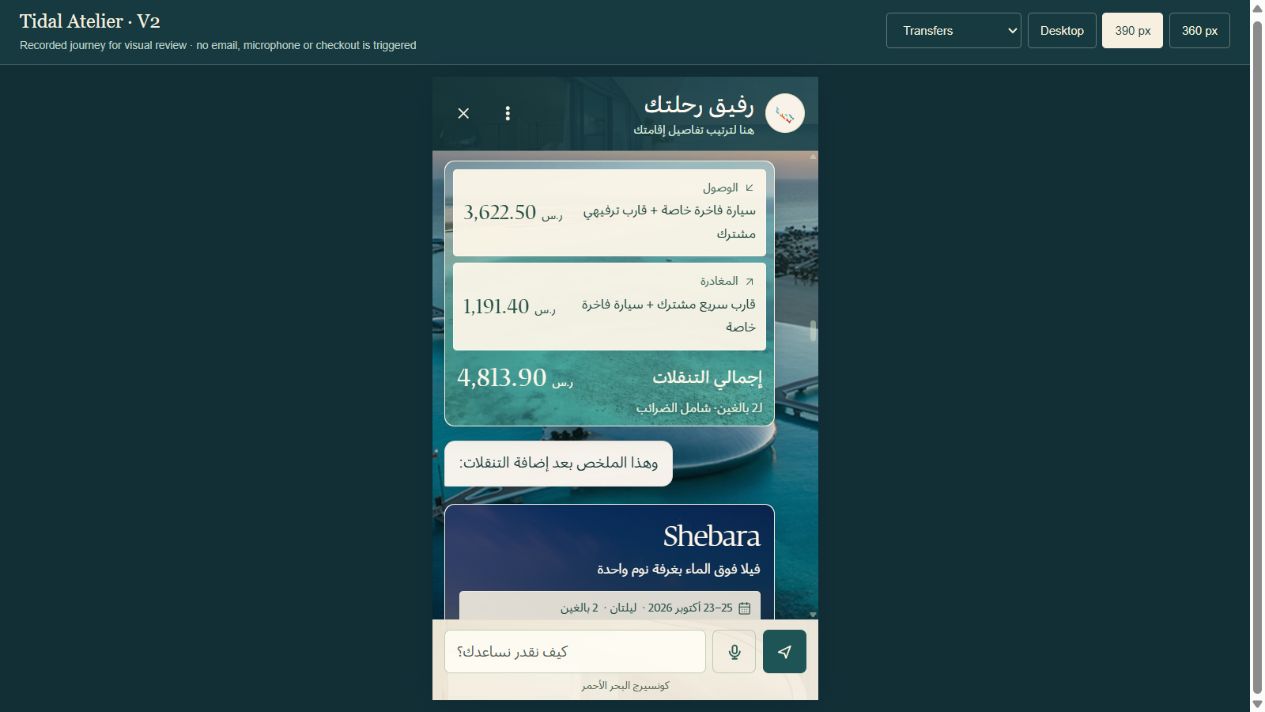 Tidal Atelier · V2
Recorded journey for visual review · no email, microphone or checkout is triggered
Transfers
Desktop
390 px
360 px
رفيق رحلتك
هنا لترتيب تفاصيل إقامتك
الوصول
سيارة فاخرة خاصة + قارب ترفيهي
مشترك
3,622.50 ر.س
المغادرة
قارب سريع مشترك + سيارة فاخرة
خاصة
1,191.40 ر.س
إجمالي التنقلات
4,813.90 ر.س
لـ2 بالغين· شامل الضرائب
وهذا الملخص بعد إضافة التنقلات:
Shebara
فيلا فوق الماء بغرفة نوم واحدة
23–25 أكتوبر 2026 · ليلتان · 2 بالغين
كيف نقدر نساعدك؟
كونسيرج البحر الأحمر